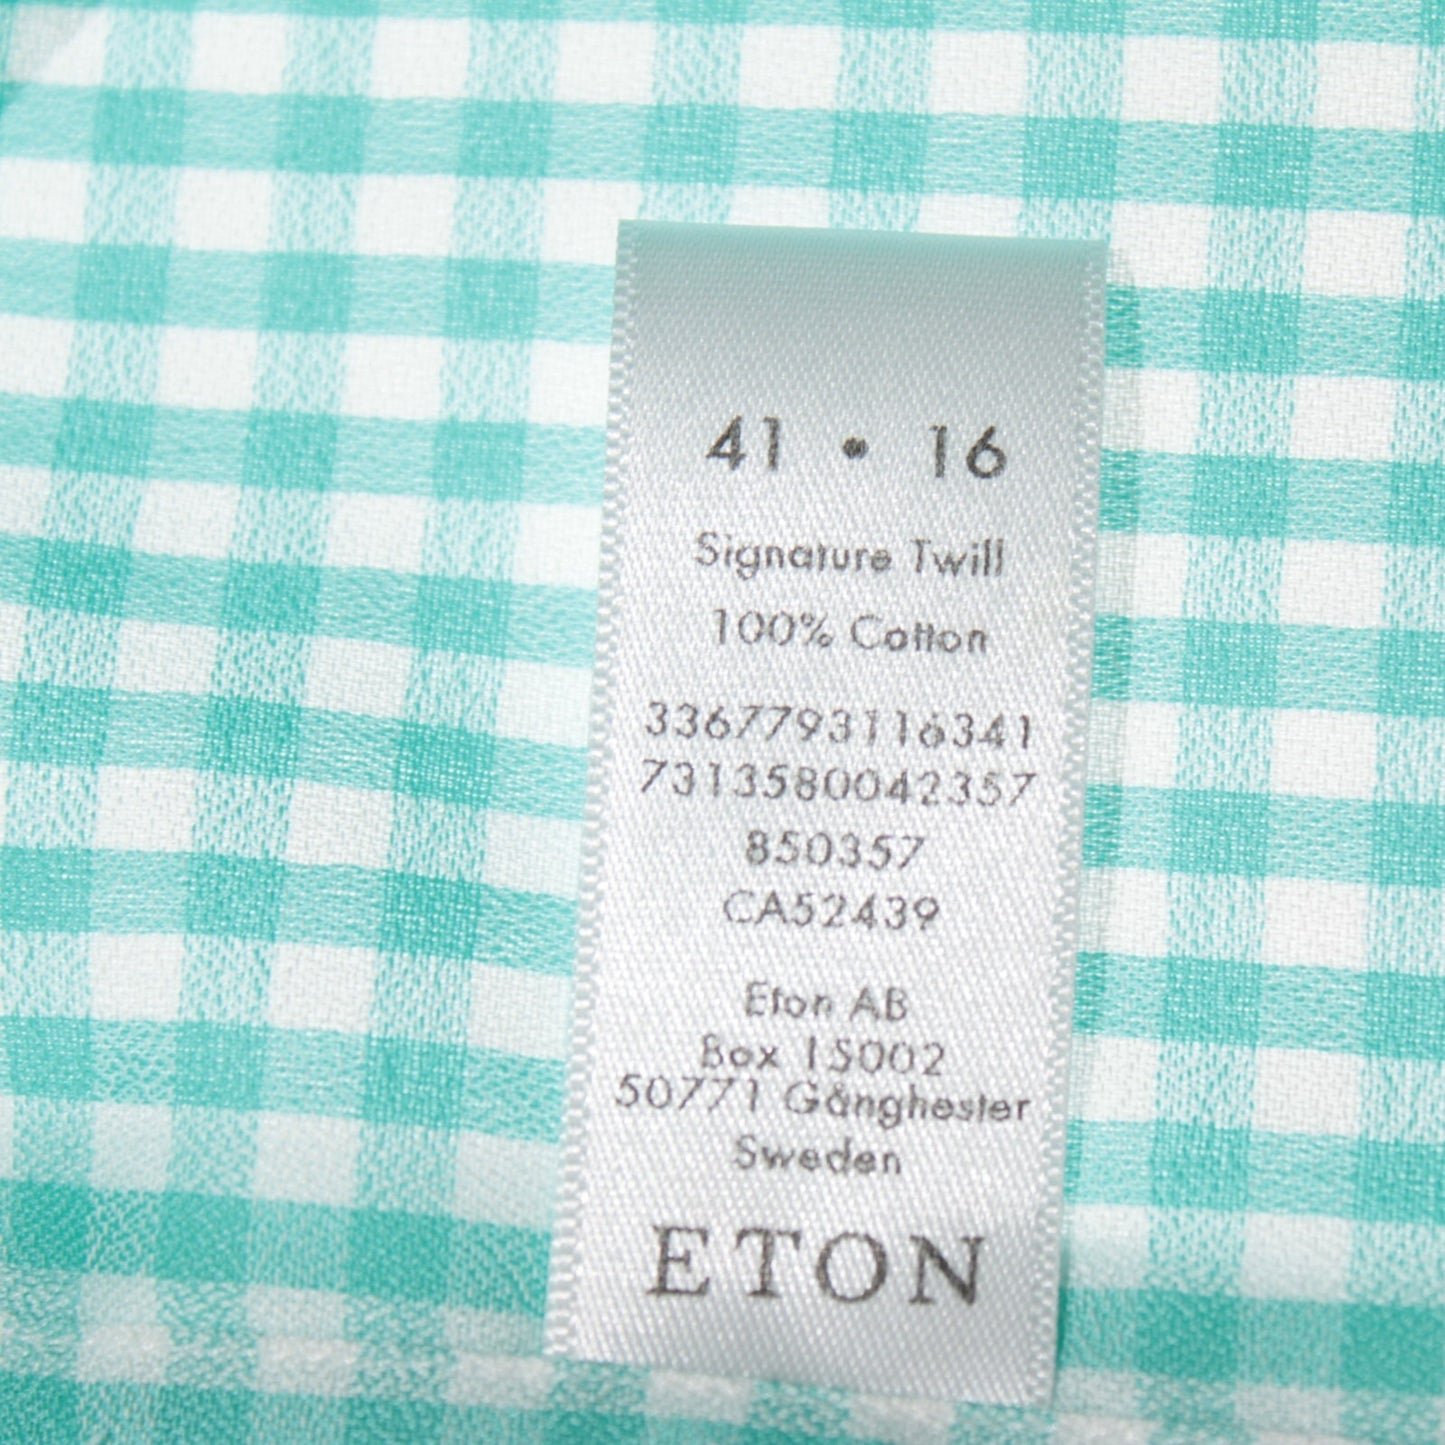 41 • 16
Signature Twill
100% Cotton
3367793116341
7313580042357
850357
CA52439
Eton AB
Box 15002
50771 Gånghester
Sweden
ETON